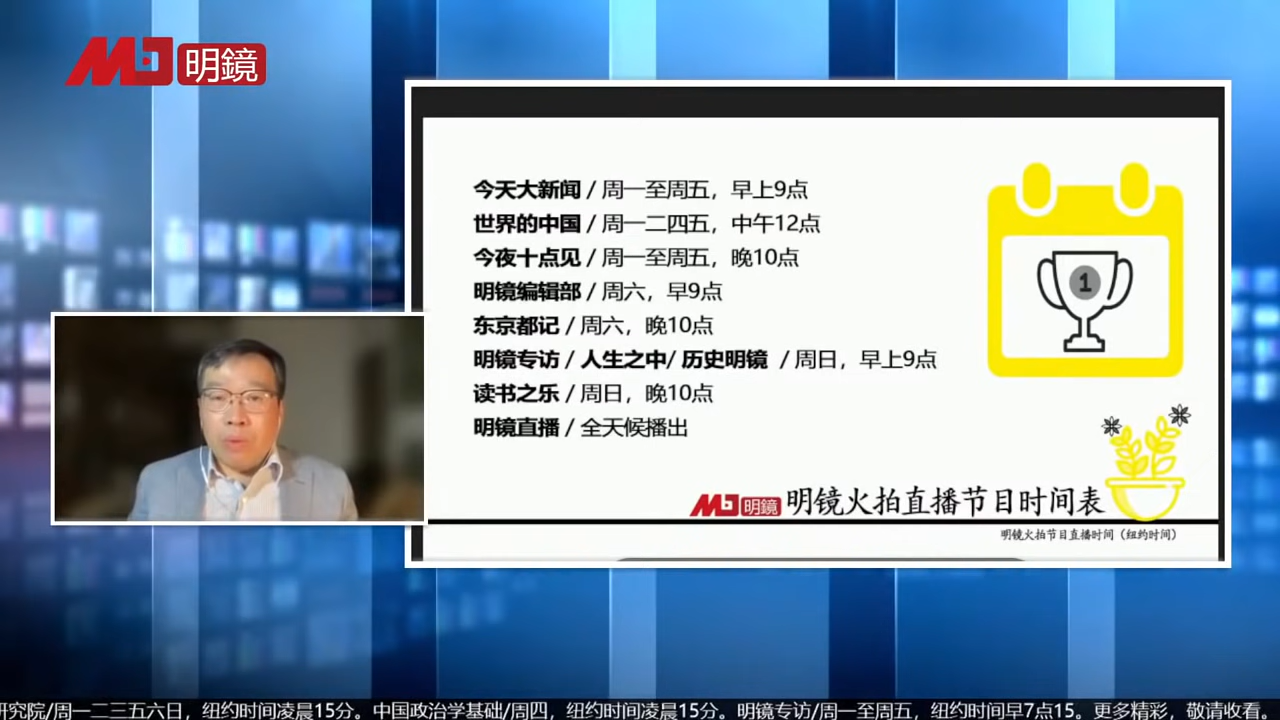 明鏡
今天大新闻 / 周一至周五，早上9点
世界的中国 / 周一二四五，中午12点
今夜十点见 / 周一至周五，晚10点
明镜编辑部 / 周六，早9点
东京都记 / 周六，晚10点
明镜专访 / 人生之中/ 历史明镜 / 周日，早上9点
读书之乐 / 周日，晚10点
明镜直播 / 全天候播出
1
明鏡 明镜火拍直播节目时间表
明镜火拍节目直播时间（纽约时间）
研究院/周一二三五六日，纽约时间凌晨15分。中国政治学基础/周四，纽约时间凌晨15分。明镜专访/周一至周五，纽约时间早7点15。更多精彩，敬请收看。